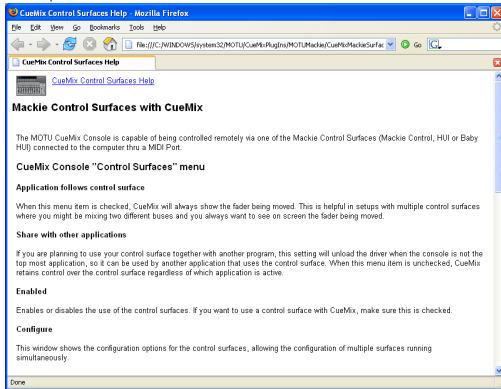 CueMix Control Surfaces Help - Mozilla Firefox
File Edit View Go Bookmarks Tools Help
file:///C:/WINDOWS/system32/MOTU/CueMixPlugIns/MOTUMackie/CueMixMackieSurfac
Go
G
CueMix Control Surfaces Help
CueMix Control Surfaces Help
Mackie Control Surfaces with CueMix
The MOTU CueMix Console is capable of being controlled remotely via one of the Mackie Control Surfaces (Mackie Control, HUI or Baby
HUI) connected to the computer thru a MIDI Port.
CueMix Console "Control Surfaces" menu
Application follows control surface
When this menu item is checked, CueMix will always show the fader being moved. This is helpful in setups with multiple control surfaces
where you might be mixing two different buses and you always want to see on screen the fader being moved.
Share with other applications
If you are planning to use your control surface together with another program, this setting will unload the driver when the console is not the
top most application, so it can be used by another application that uses the control surface. When this menu item is unchecked, CueMix
retains control over the control surface regardless of which application is active.
Enabled
Enables or disables the use of the control surfaces. If you want to use a control surface with CueMix, make sure this is checked.
Configure
This window shows the configuration options for the control surfaces, allowing the configuration of multiple surfaces running
simultaneously.
Done